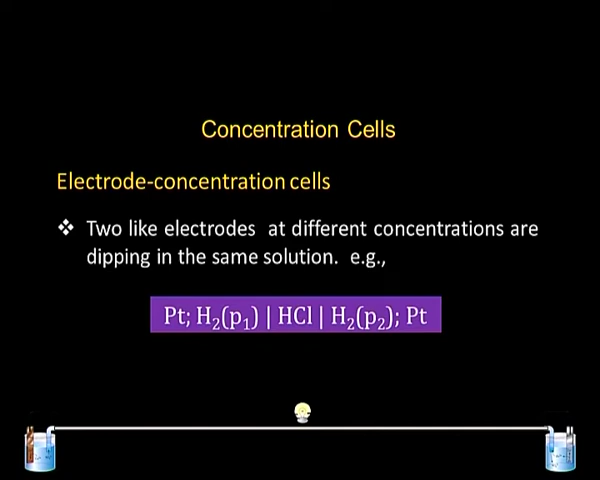 Concentration Cells
Electrode-concentration cells
❖ Two like electrodes at different concentrations are
dipping in the same solution. e.g.,
Pt; H₂(p₁) | HCl | H₂(p₂); Pt